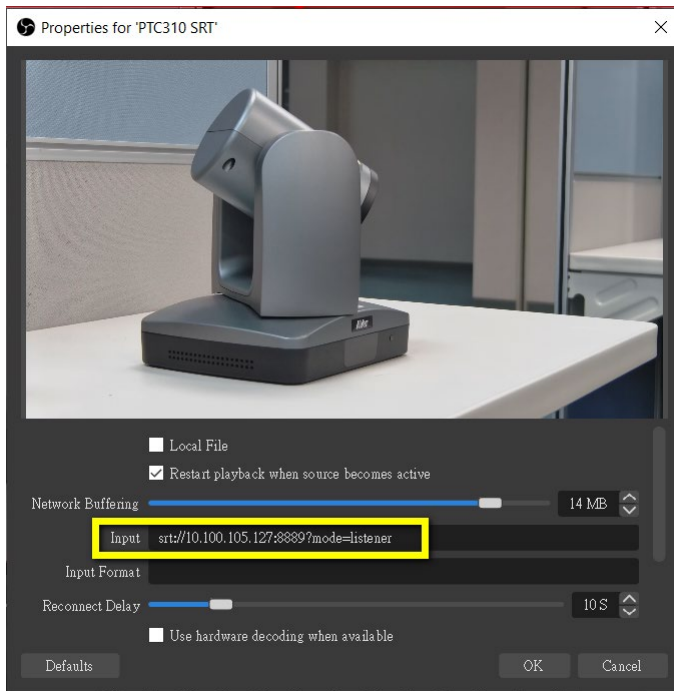 Properties for 'PTC310 SRT'
Local File
Restart playback when source becomes active
Network Buffering 14 MB
Input srt://10.100.105.127:8889?mode=listener
Input Format
Reconnect Delay 10 S
Use hardware decoding when available
Defaults OK Cancel